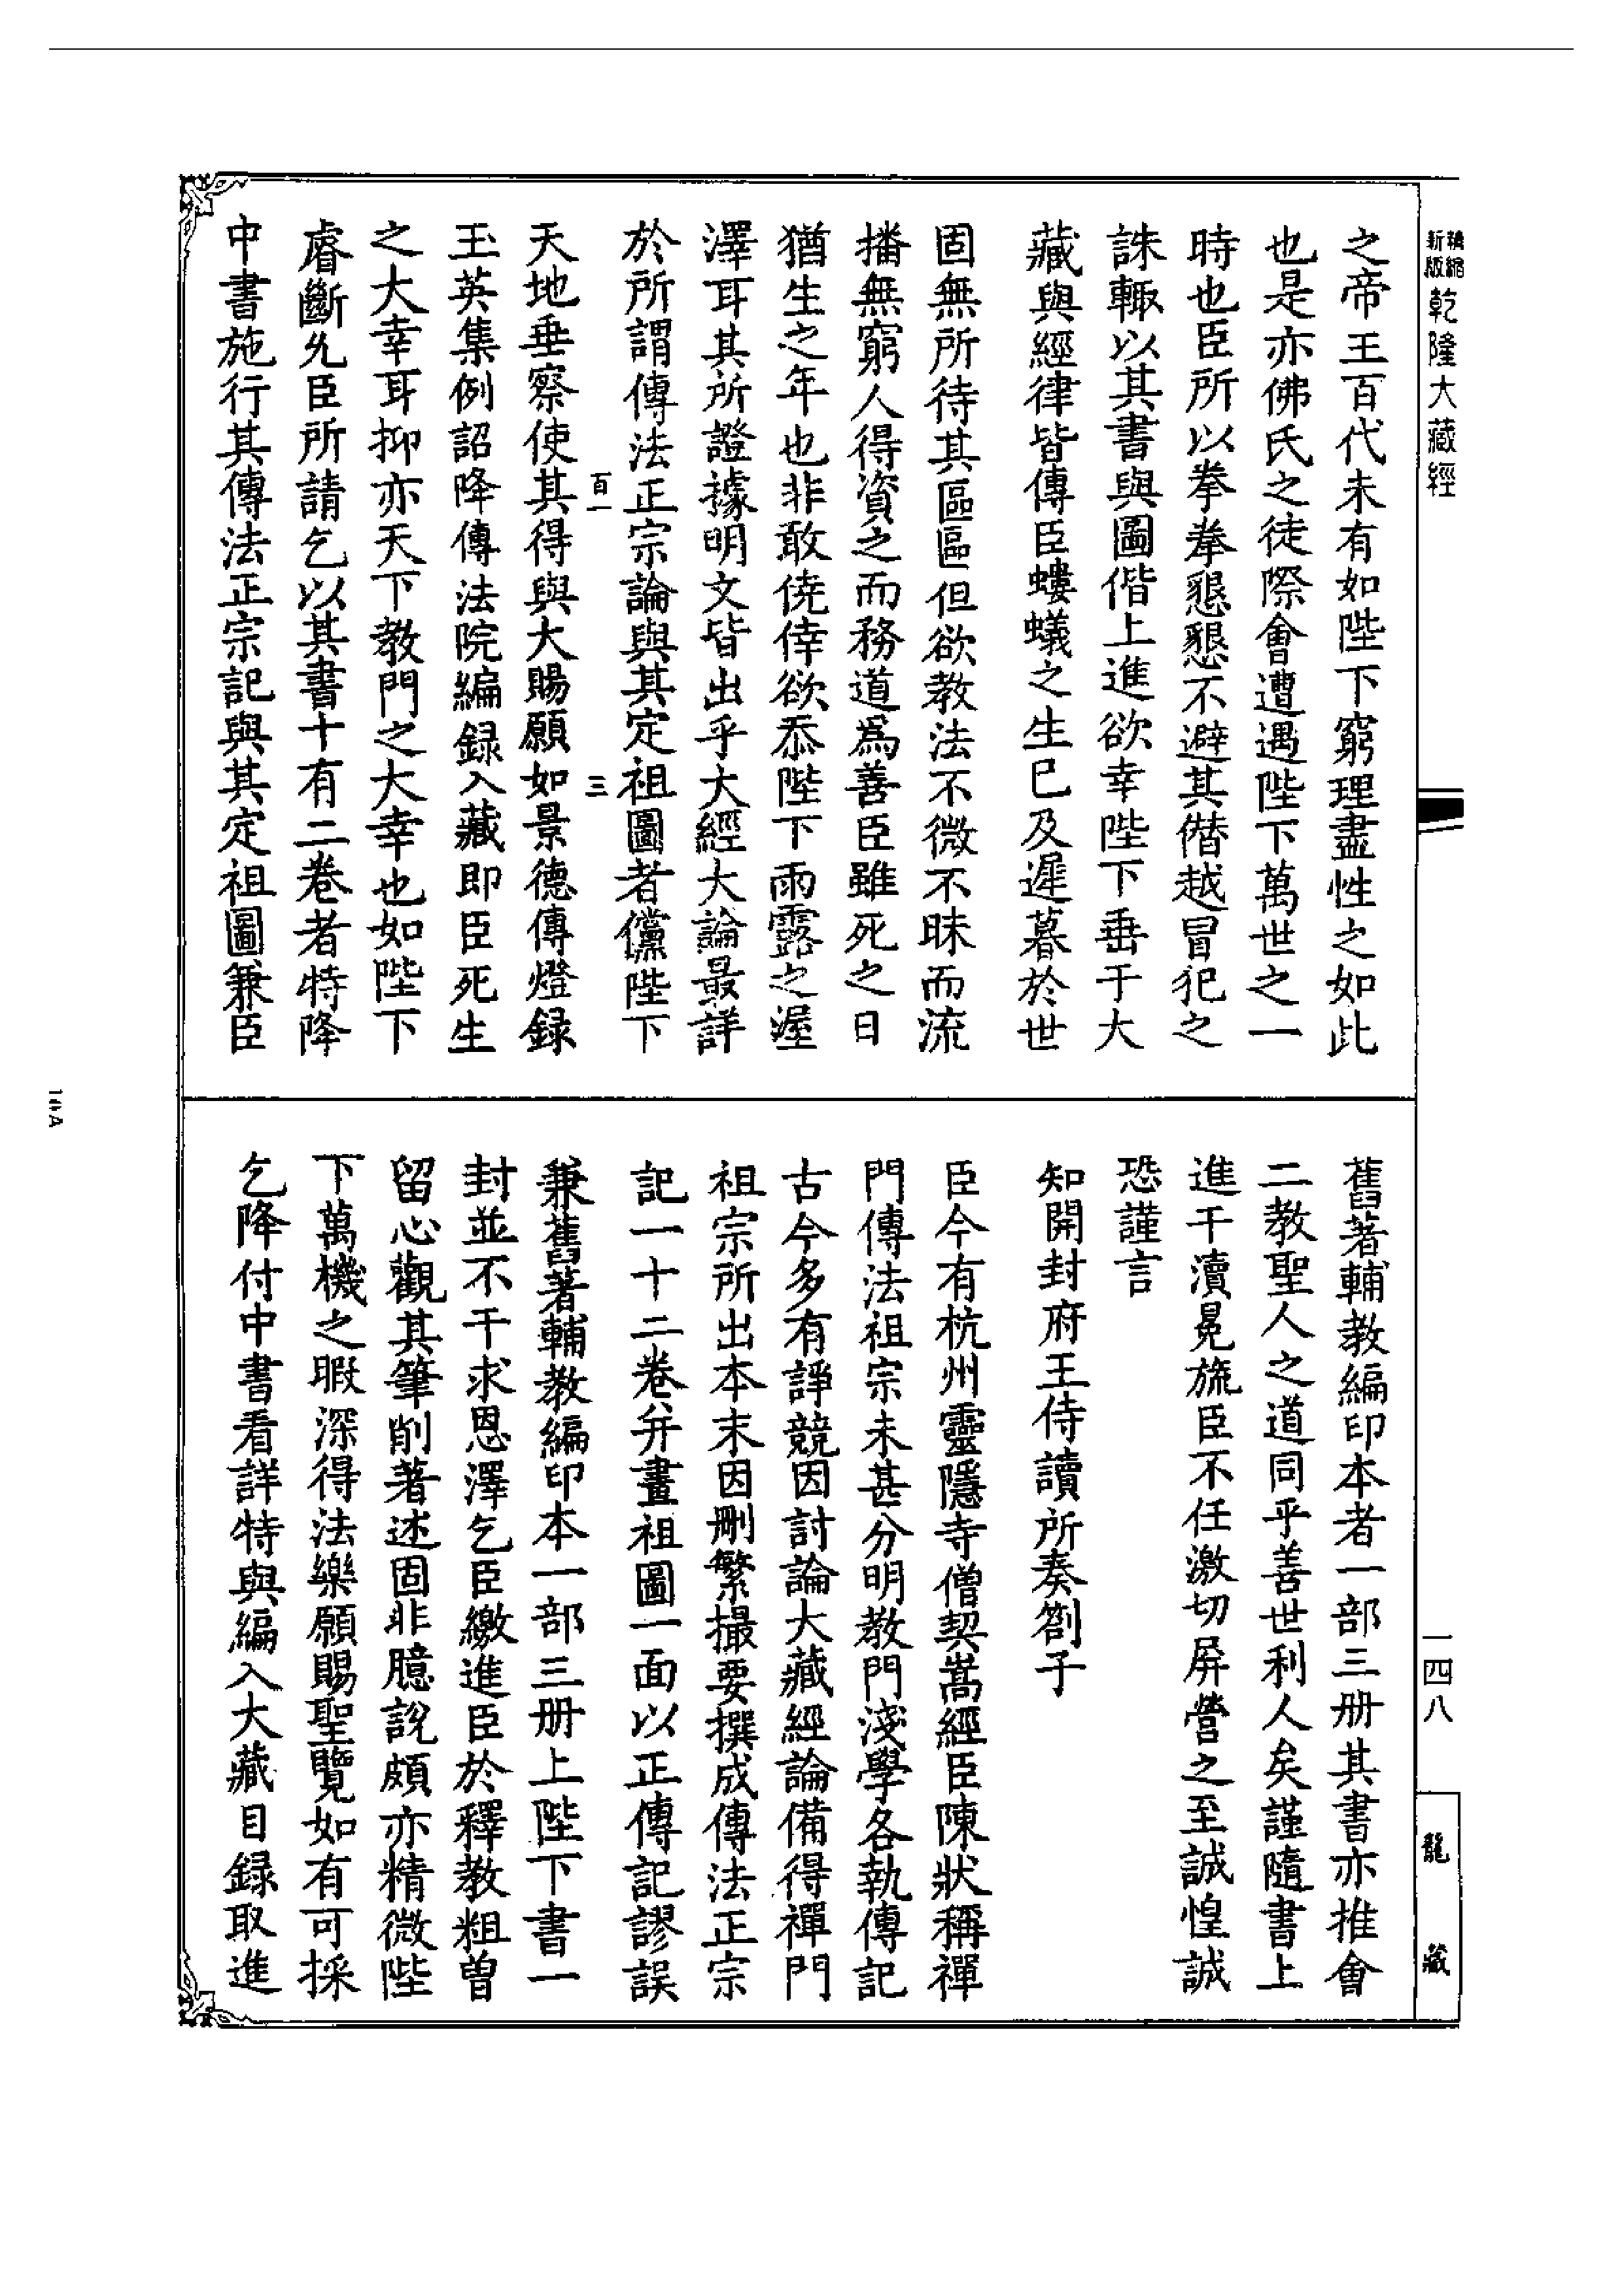 精縮新版乾隆大藏經
之帝王百代未有如陛下窮理盡性之如此
也是亦佛氏之徒際會遭遇陛下萬世之一
時也臣所以拳拳懇懇不避其僣越冒犯之
誅輙以其書與圖偕上進欲幸陛下垂于大
藏與經律皆傳臣螻蟻之生已及遲暮於世
固無所待其區區但欲教法不微不昧而流
播無窮人得資之而務道爲善臣雖死之日
猶生之年也非敢僥倖欲忝陛下雨露之渥
澤耳其所證據明文皆出乎大經大論最詳
於所謂傳法正宗論與其定祖圖者儻陛下
百一 三
天地垂察使其得與大賜願如景德傳燈録
玉英集例詔降傳法院編録入藏即臣死生
之大幸耳抑亦天下教門之大幸也如陛下
睿斷允臣所請乞以其書十有二卷者特降
中書施行其傳法正宗記與其定祖圖兼臣
舊著輔教編印本者一部三册其書亦推會
二教聖人之道同乎善世利人矣謹隨書上
進干瀆冕旒臣不任激切屏營之至誠惶誠
恐謹言
知開封府王侍讀所奏劄子
臣今有杭州靈隱寺僧契嵩經臣陳狀稱禪
門傳法祖宗未甚分明教門淺學各執傳記
古今多有諍競因討論大藏經論備得禪門
祖宗所出本末因刪繁撮要撰成傳法正宗
記一十二卷并畫祖圖一面以正傳記謬誤
兼舊著輔教編印本一部三册上陛下書一
封並不干求恩澤乞臣繳進臣於釋教粗曽
留心觀其筆削著述固非臆說頗亦精微陛
下萬機之暇深得法樂願賜聖覽如有可採
乞降付中書看詳特與編入大藏目録取進
一四八
龍藏